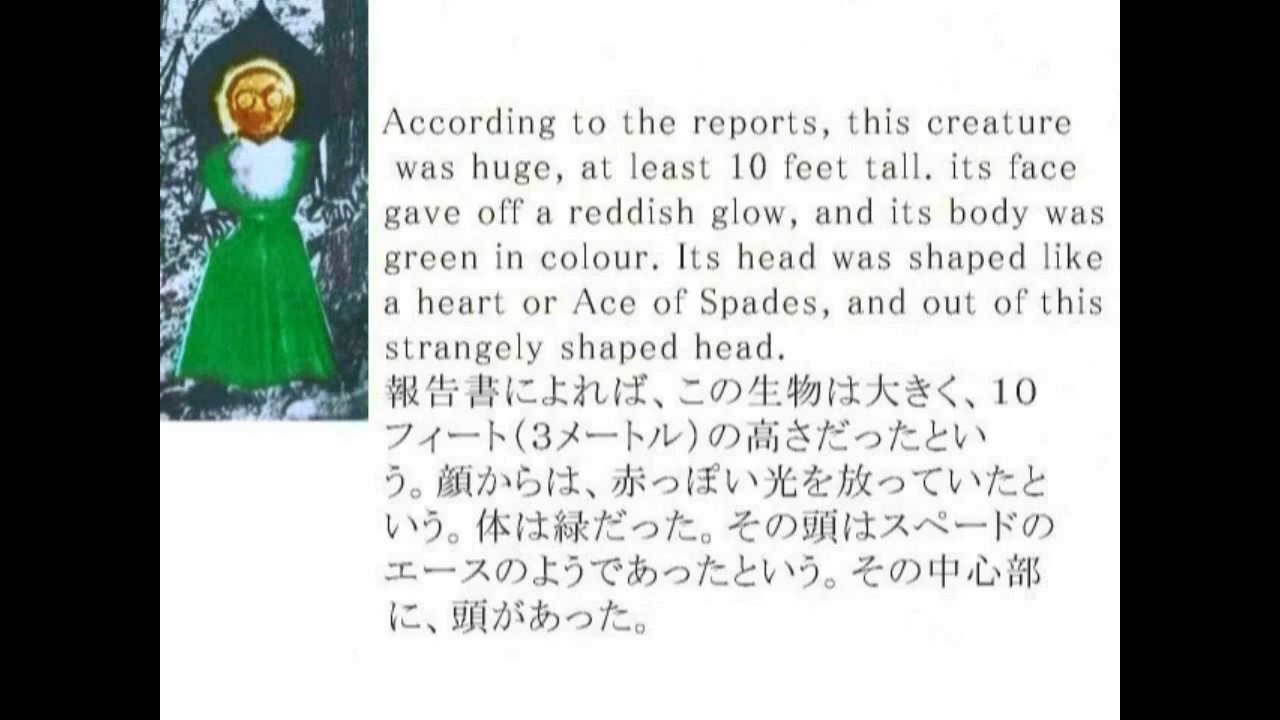 According to the reports, this creature
was huge, at least 10 feet tall. its face
gave off a reddish glow, and its body was
green in colour. Its head was shaped like
a heart or Ace of Spades, and out of this
strangely shaped head.
報告書によれば、この生物は大きく、10
フィート(3メートル)の高さだったとい
う。顔からは、赤っぽい光を放っていたと
いう。体は緑だった。その頭はスペードの
エースのようであったという。その中心部
に、頭があった。